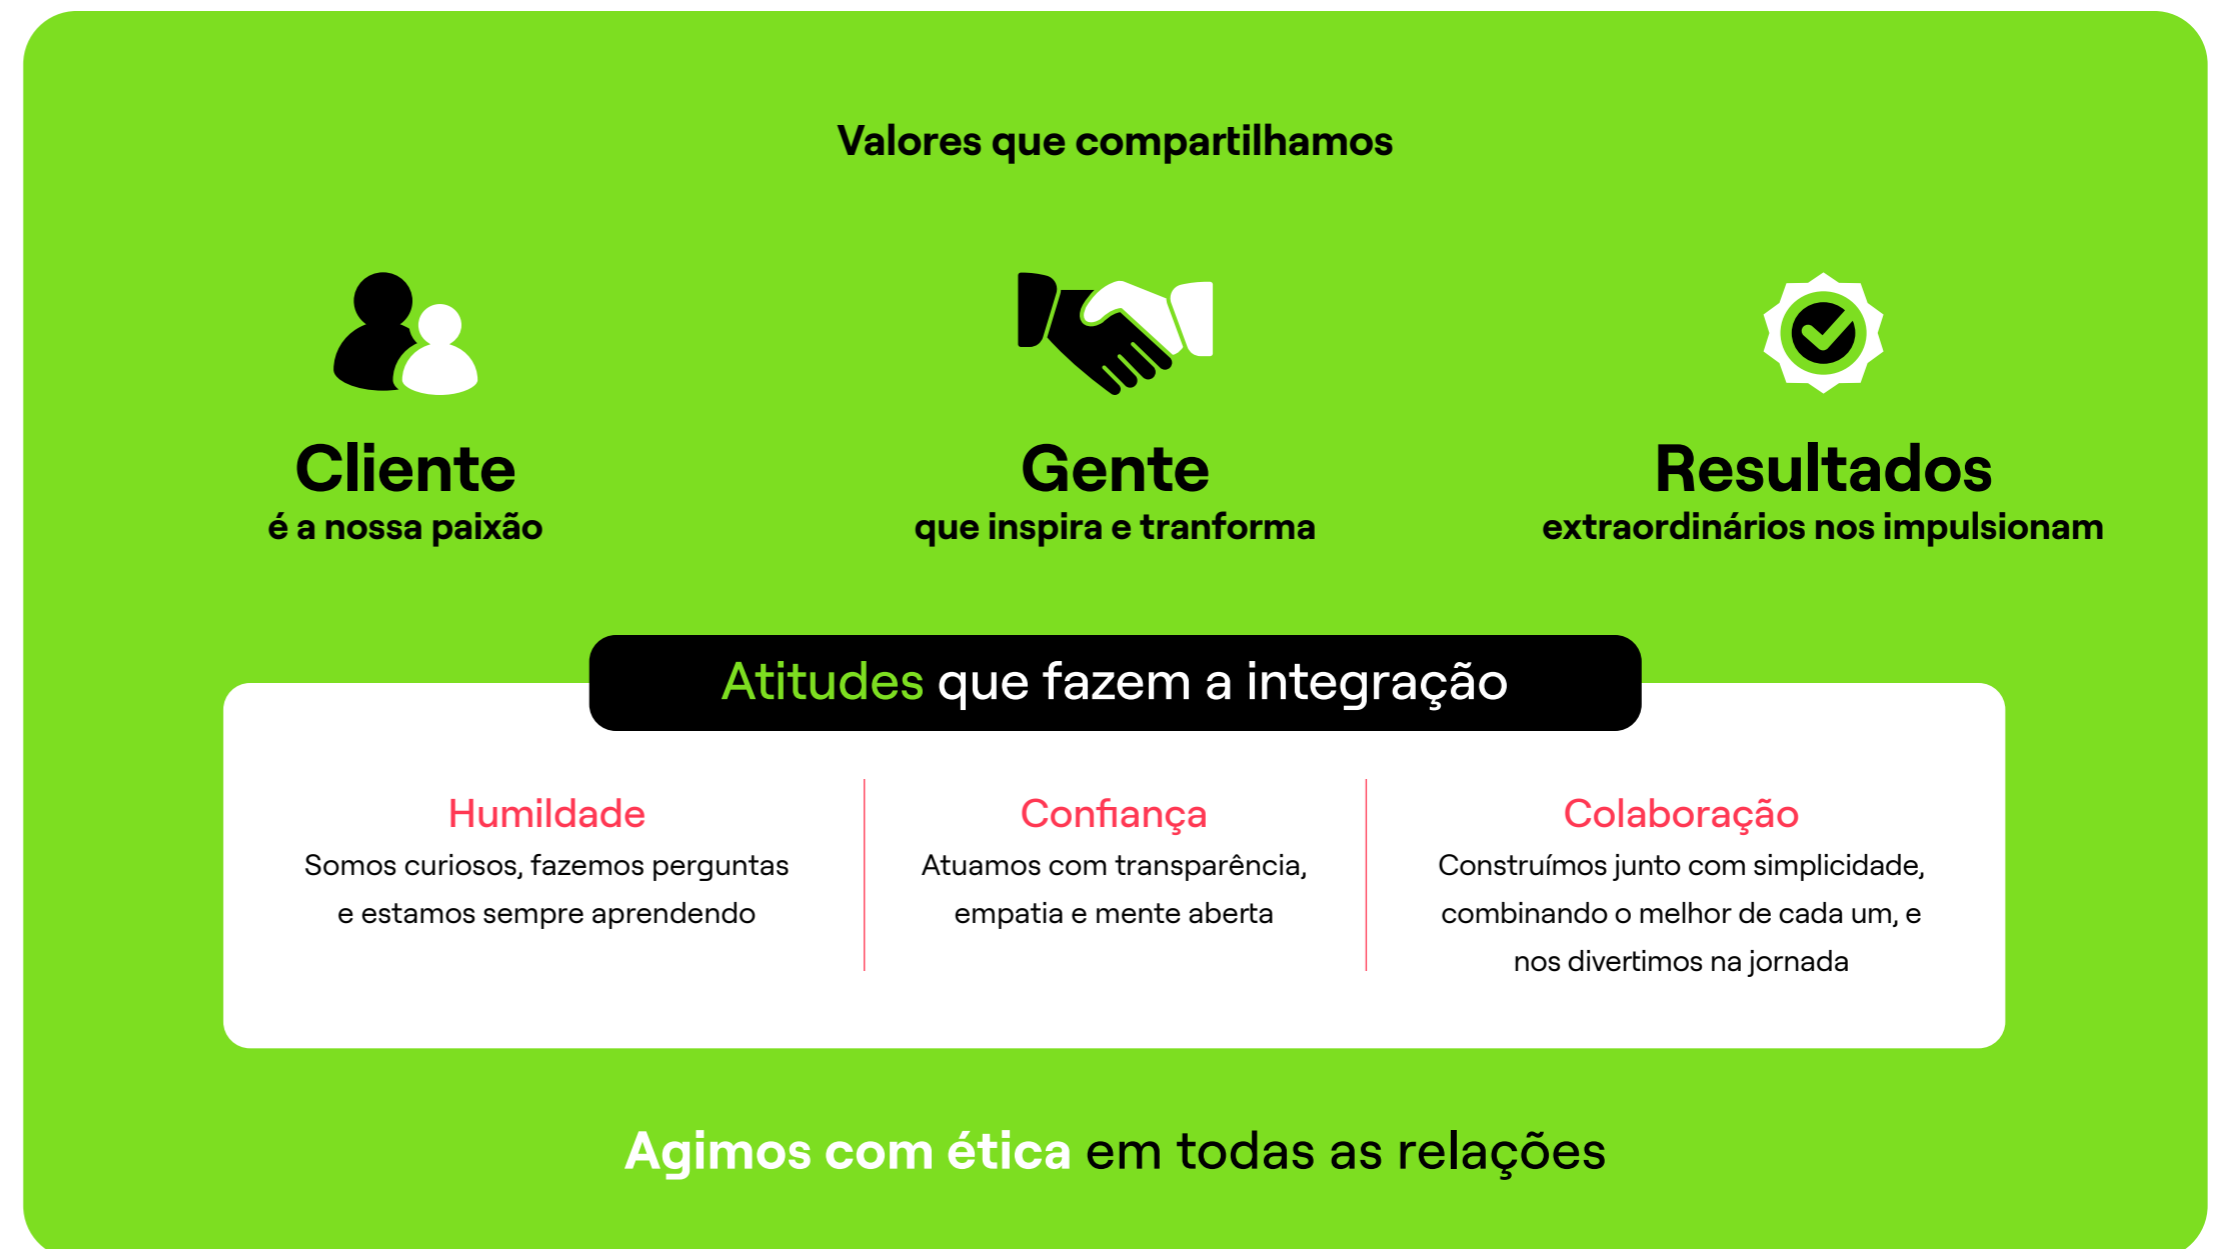 Valores que compartilhamos
Cliente
é a nossa paixão
Gente
que inspira e tranforma
Resultados
extraordinários nos impulsionam
Atitudes que fazem a integração
Humildade
Somos curiosos, fazemos perguntas
e estamos sempre aprendendo
Confiança
Atuamos com transparência,
empatia e mente aberta
Colaboração
Construímos junto com simplicidade,
combinando o melhor de cada um, e
nos divertimos na jornada
Agimos com ética em todas as relações